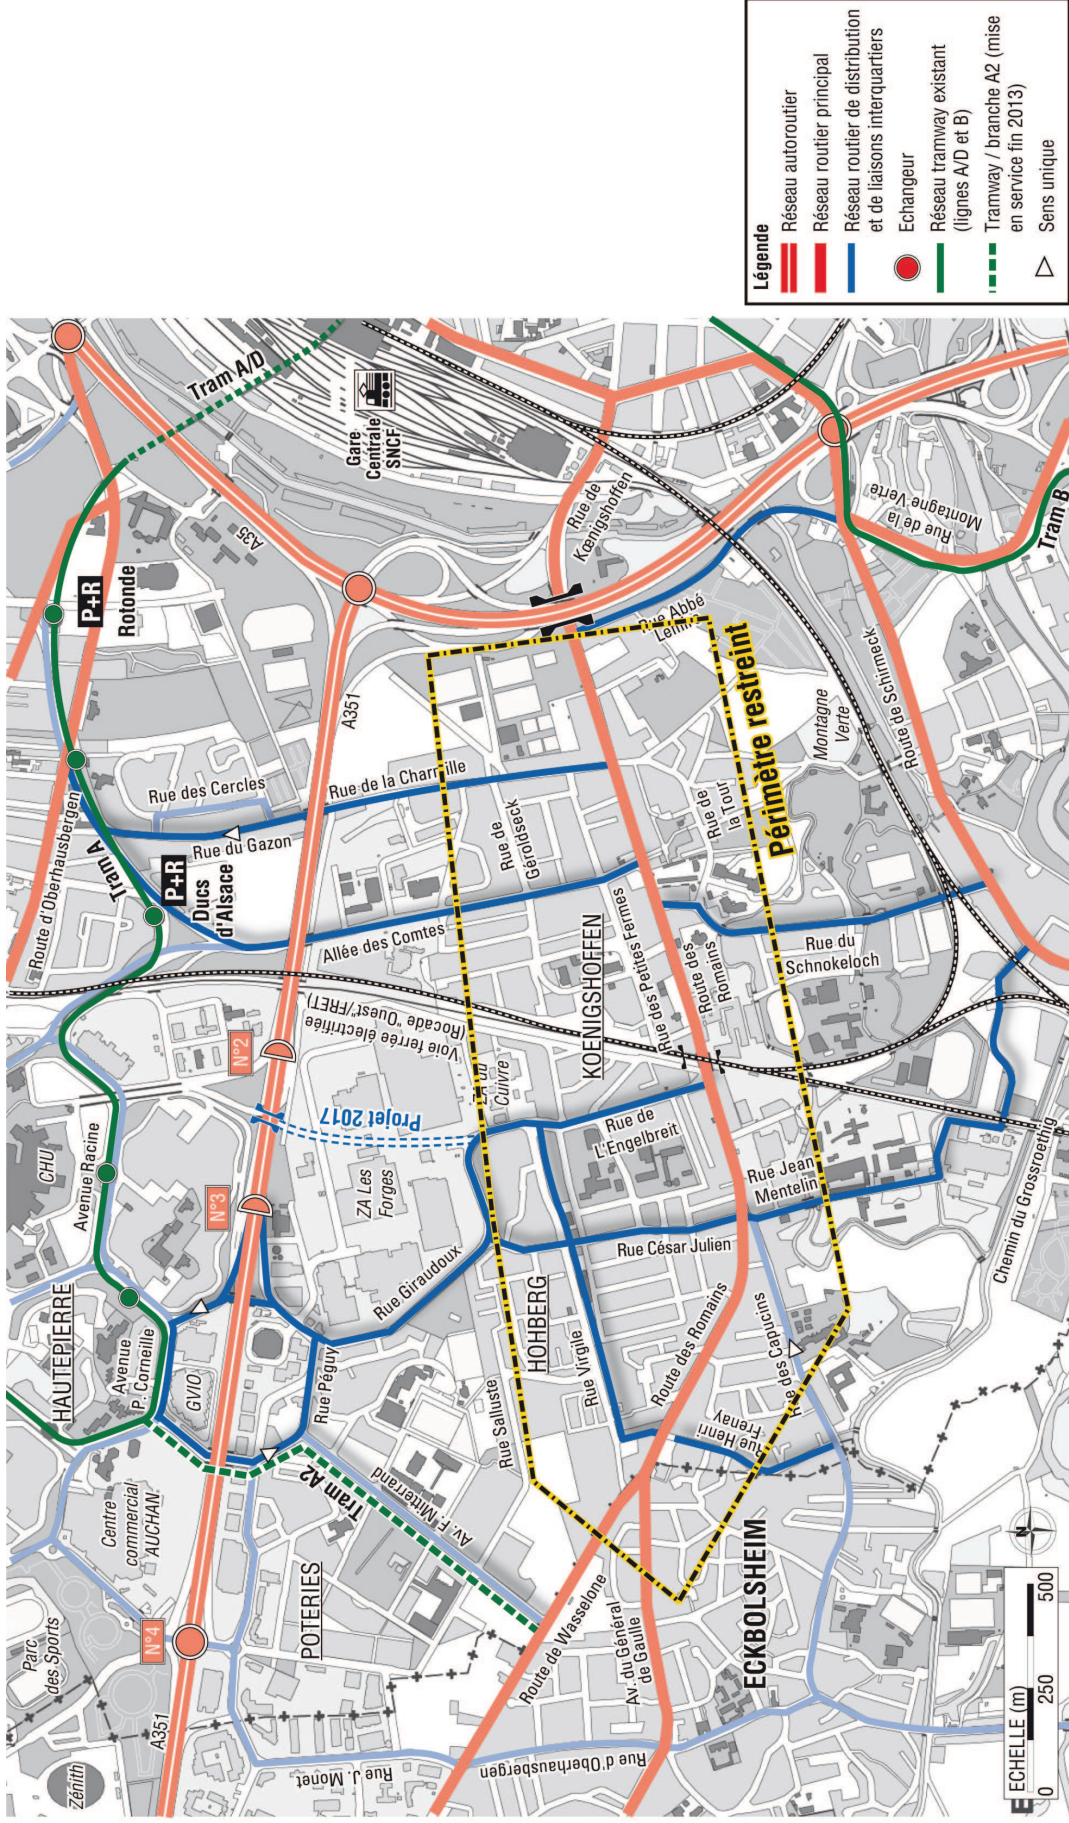 Zénith
Parc
des Sports
A351
N°4
Centre
commercial
AUCHAN
HAUTEPIERRE
Avenue
P. Corneille
GVIO
Avenue Racine
CHU
N°3
N°2
Route d'Oberhausbergen
Tram A
P+R
Ducs
d'Alsace
Rue des Cercles
Rue du Gazon
P+R
Rotonde
A35
Tram A/D
Gare
Centrale
SNCF
A351
Rue J. Monet
POTERIES
Tram A2
Av. F. Mitterrand
Rue Péguy
Rue Giraudoux
ZA Les
Forges
Projet 2017
Voie ferrée électrifiée
(Rocade "Ouest"/FRET)
Allée des Comtes
Rue de la Charmille
Rue de
Kœnigshoffen
Rue Salluste
HOHBERG
Rue Virgile
ZA du
Cuivre
KOENIGSHOFFEN
Rue de
L'Engelbreit
Rue de
Géroldseck
Rue des Petites Fermes
Rue Abbé
Lemire
Route de Wasselone
Rue d'Oberhausbergen
Av. du Général
de Gaulle
Route des Romains
Rue César Julien
Rue Jean
Mentelin
Route des
Romains
Rue de
la Tour
Périmètre restreint
Rue Henri
Frenay
Rue des Capucins
ECKBOLSHEIM
Rue du
Schnokeloch
Montagne
Verte
Route de Schirmeck
Rue de la
Montagne Verte
Tram B
Chemin du Grossroethig
N
ECHELLE (m)
0 250 500
Légende
Réseau autoroutier
Réseau routier principal
Réseau routier de distribution
et de liaisons interquartiers
Echangeur
Réseau tramway existant
(lignes A/D et B)
Tramway / branche A2 (mise
en service fin 2013)
Sens unique